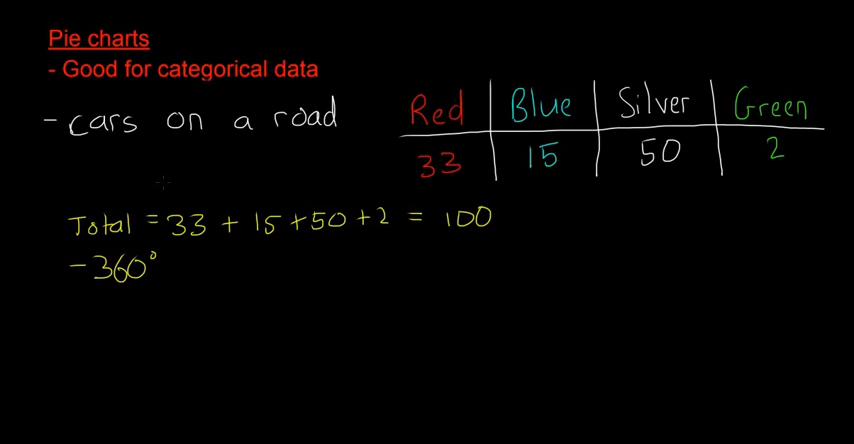 Pie charts
- Good for categorical data
- cars on a road
Red Blue Silver Green
33 15 50 2
Total = 33 + 15 + 50 + 2 = 100
- 360°